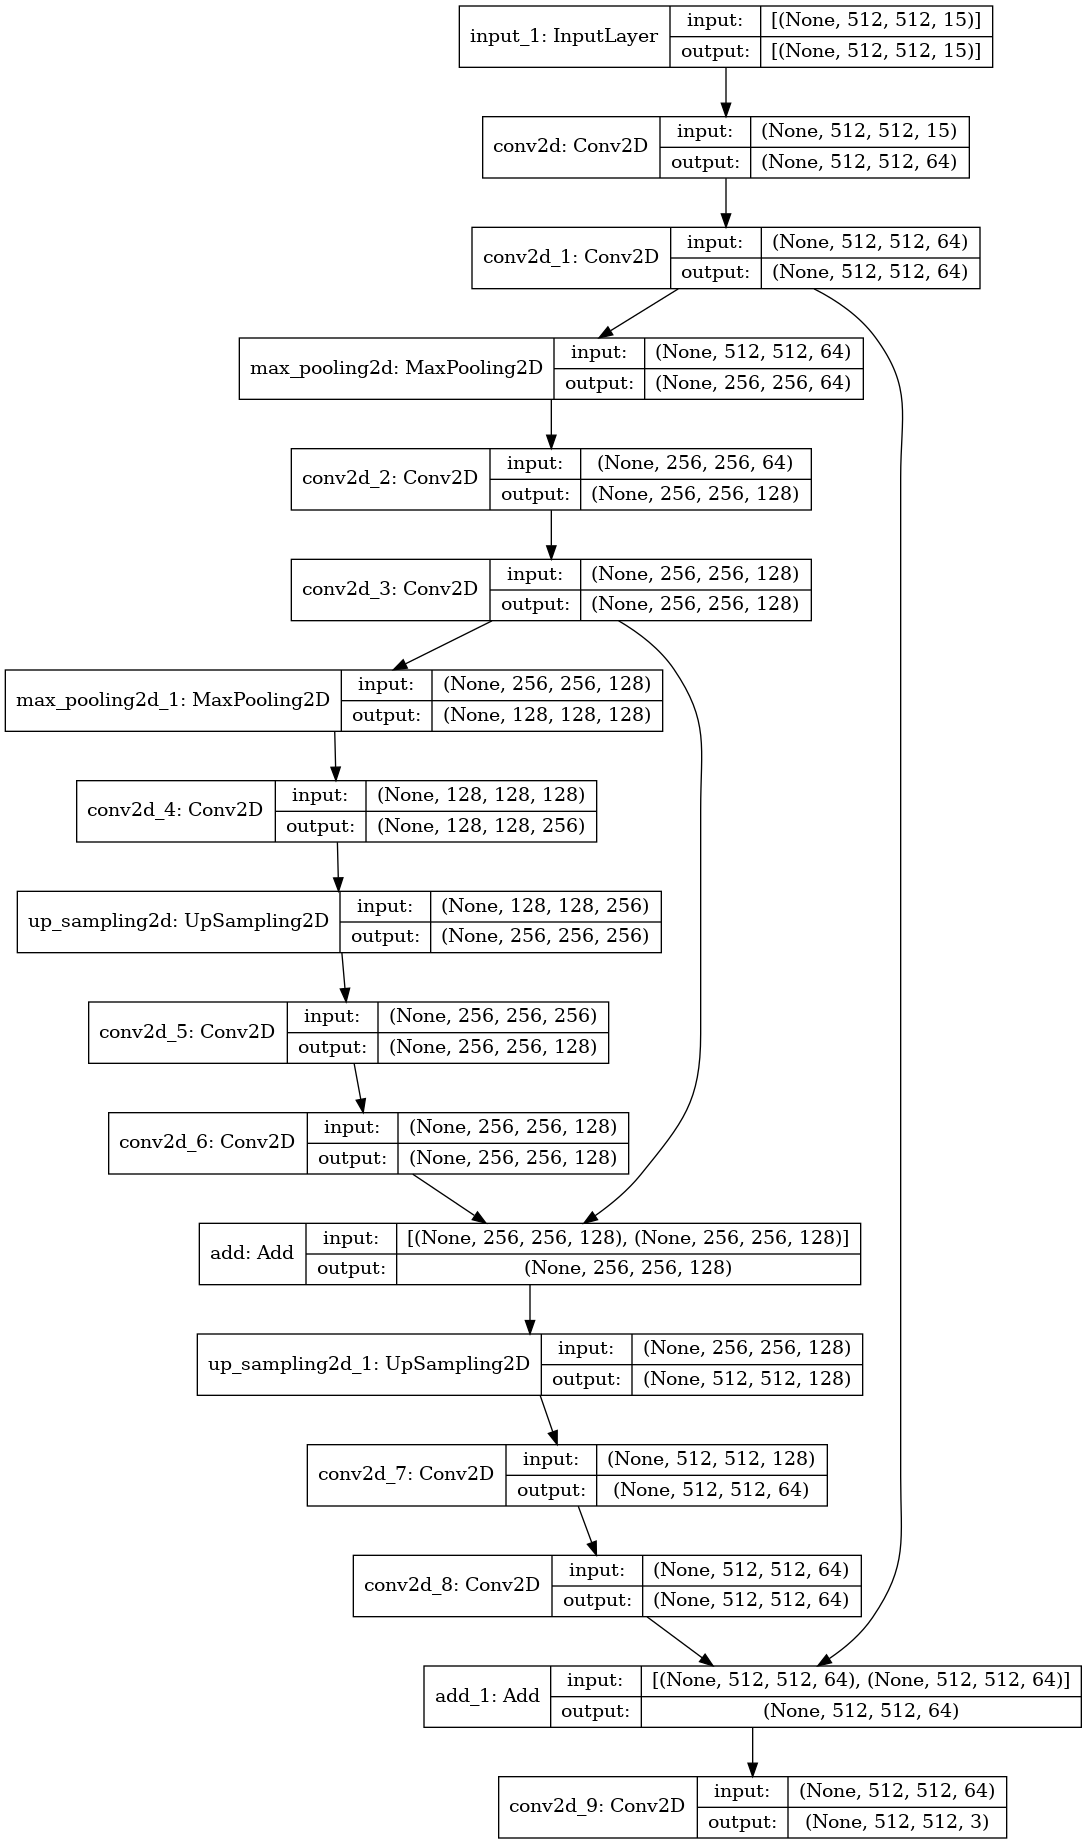 input_1: InputLayer
input: [(None, 512, 512, 15)]
output: [(None, 512, 512, 15)]
conv2d: Conv2D
input: (None, 512, 512, 15)
output: (None, 512, 512, 64)
conv2d_1: Conv2D
input: (None, 512, 512, 64)
output: (None, 512, 512, 64)
max_pooling2d: MaxPooling2D
input: (None, 512, 512, 64)
output: (None, 256, 256, 64)
conv2d_2: Conv2D
input: (None, 256, 256, 64)
output: (None, 256, 256, 128)
conv2d_3: Conv2D
input: (None, 256, 256, 128)
output: (None, 256, 256, 128)
max_pooling2d_1: MaxPooling2D
input: (None, 256, 256, 128)
output: (None, 128, 128, 128)
conv2d_4: Conv2D
input: (None, 128, 128, 128)
output: (None, 128, 128, 256)
up_sampling2d: UpSampling2D
input: (None, 128, 128, 256)
output: (None, 256, 256, 256)
conv2d_5: Conv2D
input: (None, 256, 256, 256)
output: (None, 256, 256, 128)
conv2d_6: Conv2D
input: (None, 256, 256, 128)
output: (None, 256, 256, 128)
add: Add
input: [(None, 256, 256, 128), (None, 256, 256, 128)]
output: (None, 256, 256, 128)
up_sampling2d_1: UpSampling2D
input: (None, 256, 256, 128)
output: (None, 512, 512, 128)
conv2d_7: Conv2D
input: (None, 512, 512, 128)
output: (None, 512, 512, 64)
conv2d_8: Conv2D
input: (None, 512, 512, 64)
output: (None, 512, 512, 64)
add_1: Add
input: [(None, 512, 512, 64), (None, 512, 512, 64)]
output: (None, 512, 512, 64)
conv2d_9: Conv2D
input: (None, 512, 512, 64)
output: (None, 512, 512, 3)